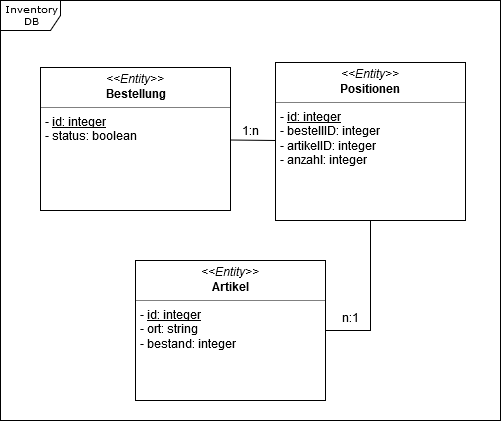 Inventory
DB
<<Entity>>
Bestellung
- id: integer
- status: boolean
1:n
<<Entity>>
Positionen
- id: integer
- bestellID: integer
- artikelID: integer
- anzahl: integer
<<Entity>>
Artikel
- id: integer
- ort: string
- bestand: integer
n:1